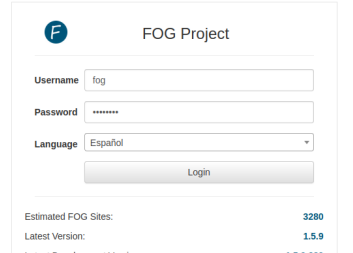 FOG Project
Username fog
Password ••••••••
Language Español
Login
Estimated FOG Sites: 3280
Latest Version: 1.5.9